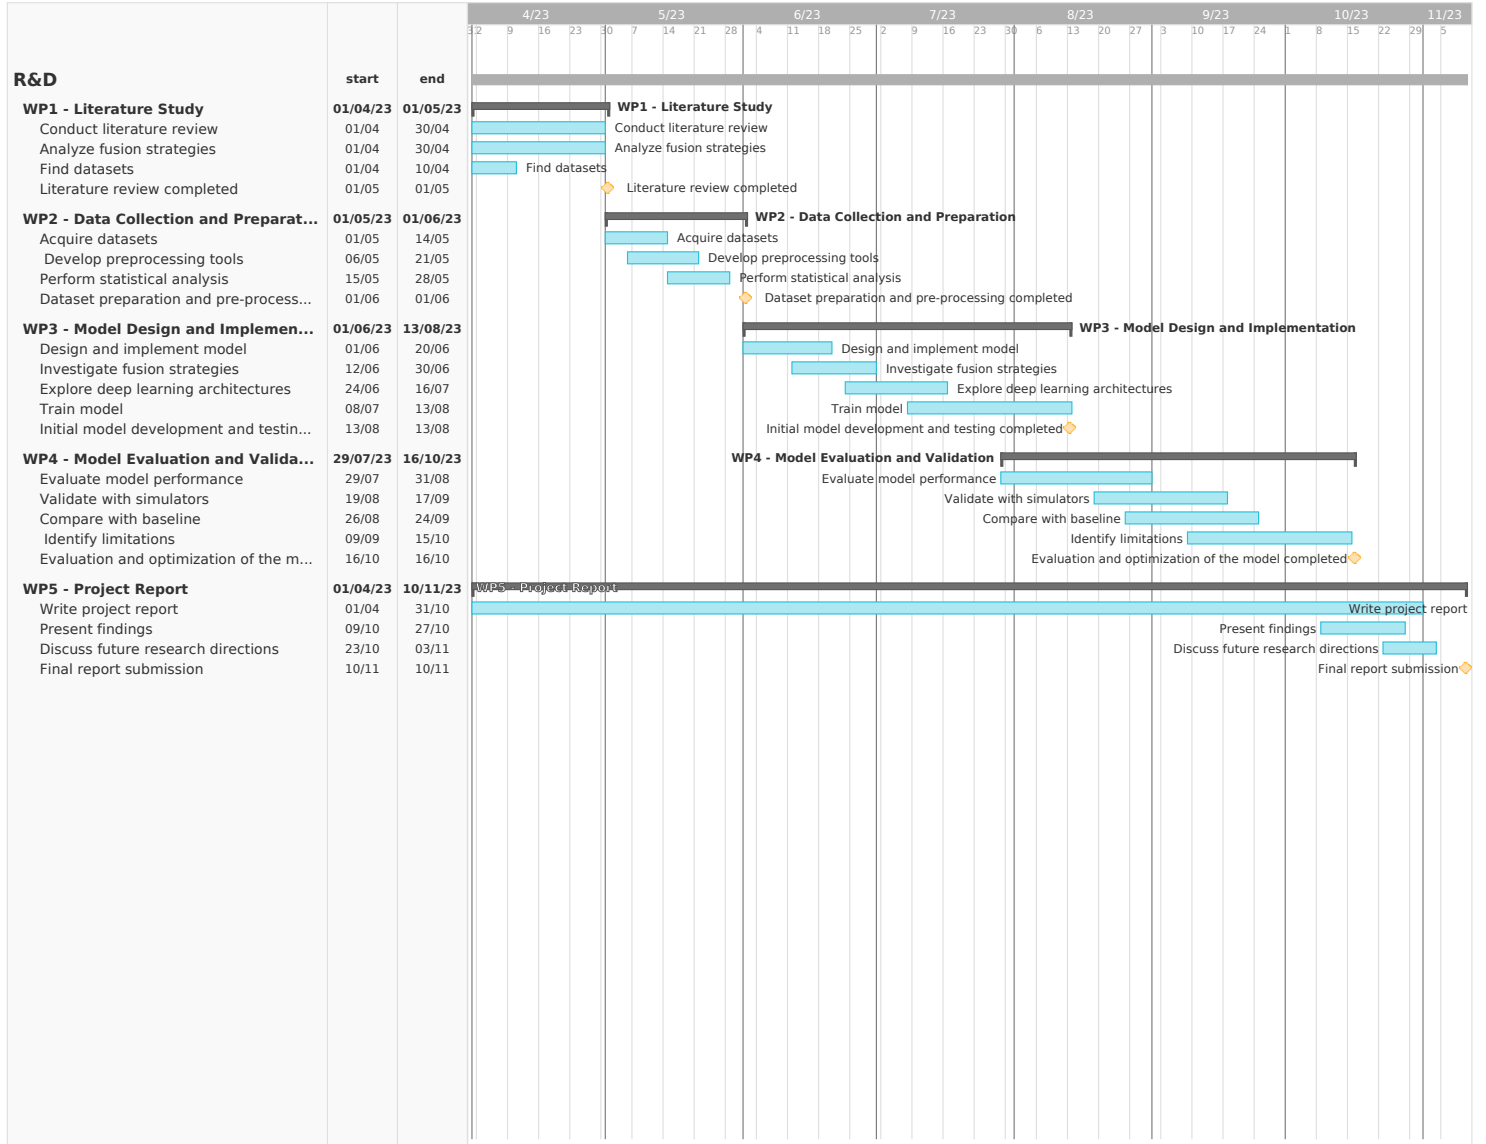 4/23 5/23 6/23 7/23 8/23 9/23 10/23 11/23
2 9 16 23 30 7 14 21 28 4 11 18 25 2 9 16 23 30 6 13 20 27 3 10 17 24 1 8 15 22 29 5
R&D start end
WP1 - Literature Study 01/04/23 01/05/23 WP1 - Literature Study
Conduct literature review 01/04 30/04 Conduct literature review
Analyze fusion strategies 01/04 30/04 Analyze fusion strategies
Find datasets 01/04 10/04 Find datasets
Literature review completed 01/05 01/05 Literature review completed
WP2 - Data Collection and Preparat... 01/05/23 01/06/23 WP2 - Data Collection and Preparation
Acquire datasets 01/05 14/05 Acquire datasets
Develop preprocessing tools 06/05 21/05 Develop preprocessing tools
Perform statistical analysis 15/05 28/05 Perform statistical analysis
Dataset preparation and pre-process... 01/06 01/06 Dataset preparation and pre-processing completed
WP3 - Model Design and Implemen... 01/06/23 13/08/23 WP3 - Model Design and Implementation
Design and implement model 01/06 20/06 Design and implement model
Investigate fusion strategies 12/06 30/06 Investigate fusion strategies
Explore deep learning architectures 24/06 16/07 Explore deep learning architectures
Train model 08/07 13/08 Train model
Initial model development and testin... 13/08 13/08 Initial model development and testing completed
WP4 - Model Evaluation and Valida... 29/07/23 16/10/23 WP4 - Model Evaluation and Validation
Evaluate model performance 29/07 31/08 Evaluate model performance
Validate with simulators 19/08 17/09 Validate with simulators
Compare with baseline 26/08 24/09 Compare with baseline
Identify limitations 09/09 15/10 Identify limitations
Evaluation and optimization of the m... 16/10 16/10 Evaluation and optimization of the model completed
WP5 - Project Report 01/04/23 10/11/23 WP5 - Project Report
Write project report 01/04 31/10 Write project report
Present findings 09/10 27/10 Present findings
Discuss future research directions 23/10 03/11 Discuss future research directions
Final report submission 10/11 10/11 Final report submission